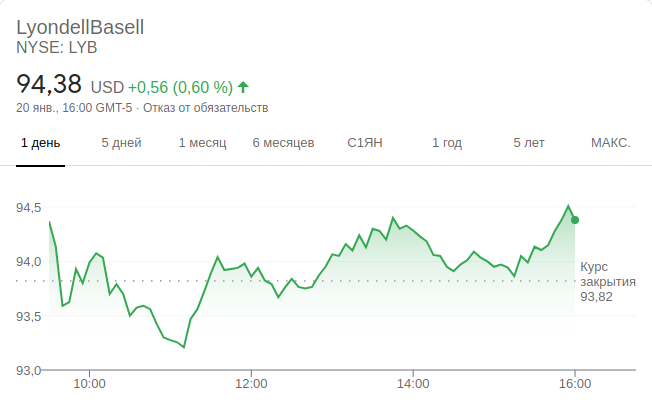 LyondellBasell
NYSE: LYB
94,38 USD +0,56 (0,60 %)
20 янв., 16:00 GMT-5 · Отказ от обязательств
1 день 5 дней 1 месяц 6 месяцев С1ЯН 1 год 5 лет МАКС.
94,5
94,0
Курс
закрытия
93,82
93,5
93,0
10:00 12:00 14:00 16:00